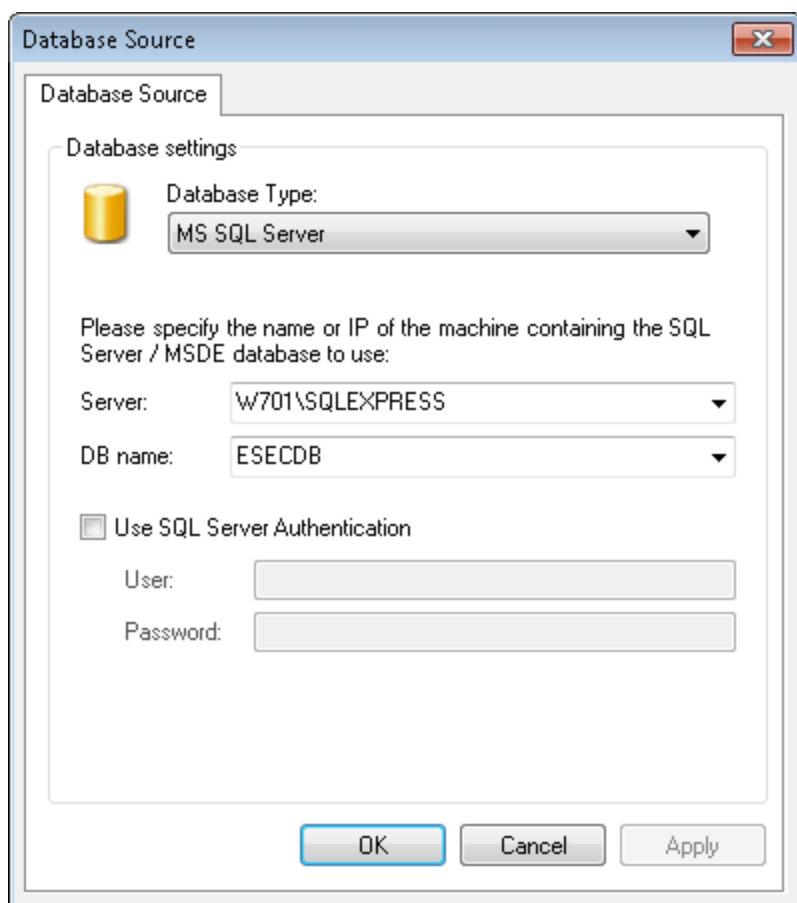 Database Source
Database Source
Database settings
Database Type:
MS SQL Server
Please specify the name or IP of the machine containing the SQL
Server / MSDE database to use:
Server: W701\SQLEXPRESS
DB name: ESECDB
Use SQL Server Authentication
User:
Password:
OK Cancel Apply